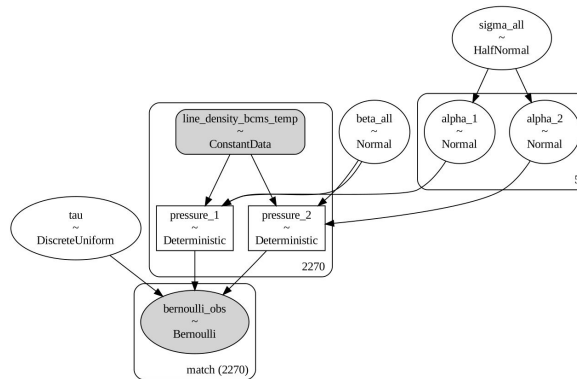 sigma_all
~
HalfNormal
line_density_bcms_temp
~
ConstantData
beta_all
~
Normal
alpha_1
~
Normal
alpha_2
~
Normal
5
tau
~
DiscreteUniform
pressure_1
~
Deterministic
pressure_2
~
Deterministic
2270
bernoulli_obs
~
Bernoulli
match (2270)